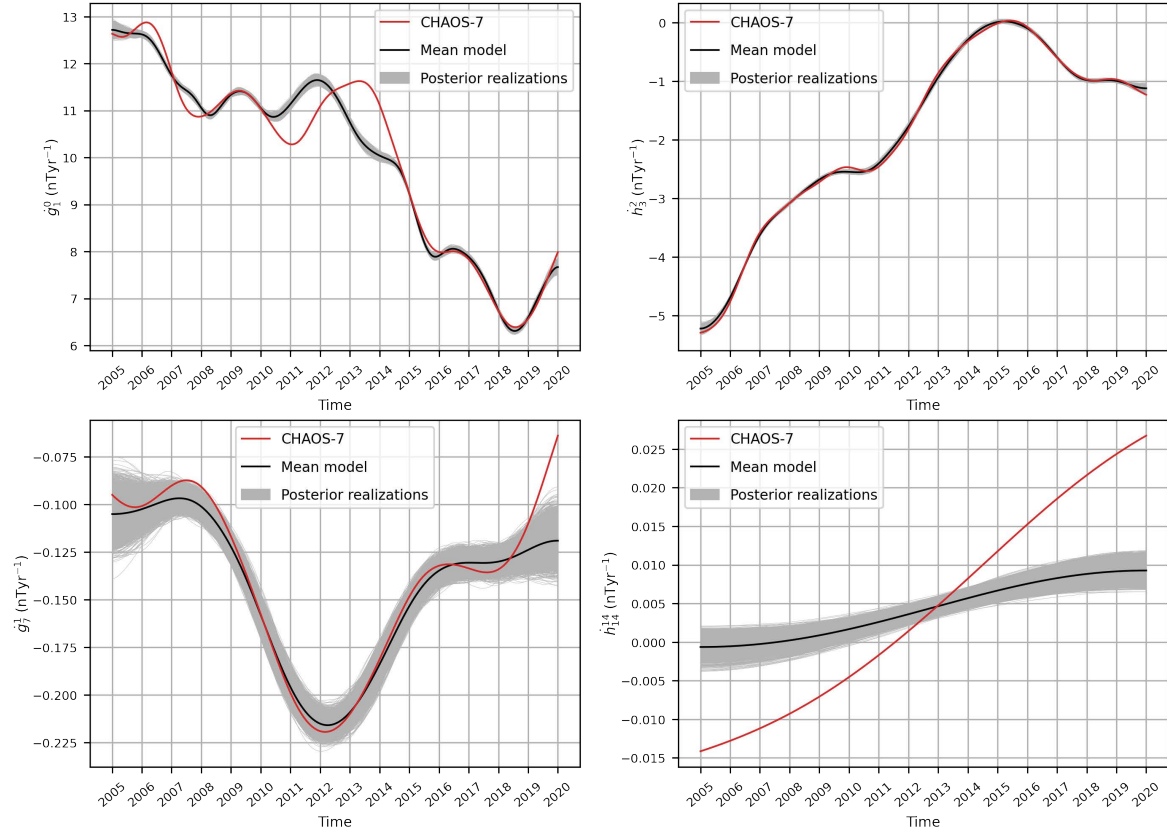 CHAOS-7
Mean model
Posterior realizations
13
12
11
10
9
8
7
6
ġ₁⁰ (nTyr⁻¹)
2005 2006 2007 2008 2009 2010 2011 2012 2013 2014 2015 2016 2017 2018 2019 2020
Time
CHAOS-7
Mean model
Posterior realizations
0
−1
−2
−3
−4
−5
ḣ₃² (nTyr⁻¹)
2005 2006 2007 2008 2009 2010 2011 2012 2013 2014 2015 2016 2017 2018 2019 2020
Time
CHAOS-7
Mean model
Posterior realizations
−0.075
−0.100
−0.125
−0.150
−0.175
−0.200
−0.225
ġ₇¹ (nTyr⁻¹)
2005 2006 2007 2008 2009 2010 2011 2012 2013 2014 2015 2016 2017 2018 2019 2020
Time
CHAOS-7
Mean model
Posterior realizations
0.025
0.020
0.015
0.010
0.005
0.000
−0.005
−0.010
−0.015
ḣ₁₄¹⁴ (nTyr⁻¹)
2005 2006 2007 2008 2009 2010 2011 2012 2013 2014 2015 2016 2017 2018 2019 2020
Time